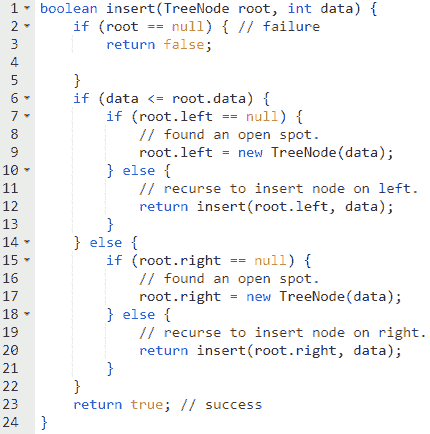 1 boolean insert(TreeNode root, int data) {
2     if (root == null) { // failure
3         return false;
4
5     }
6     if (data <= root.data) {
7         if (root.left == null) {
8             // found an open spot.
9             root.left = new TreeNode(data);
10         } else {
11             // recurse to insert node on left.
12             return insert(root.left, data);
13         }
14     } else {
15         if (root.right == null) {
16             // found an open spot.
17             root.right = new TreeNode(data);
18         } else {
19             // recurse to insert node on right.
20             return insert(root.right, data);
21         }
22     }
23     return true; // success
24 }